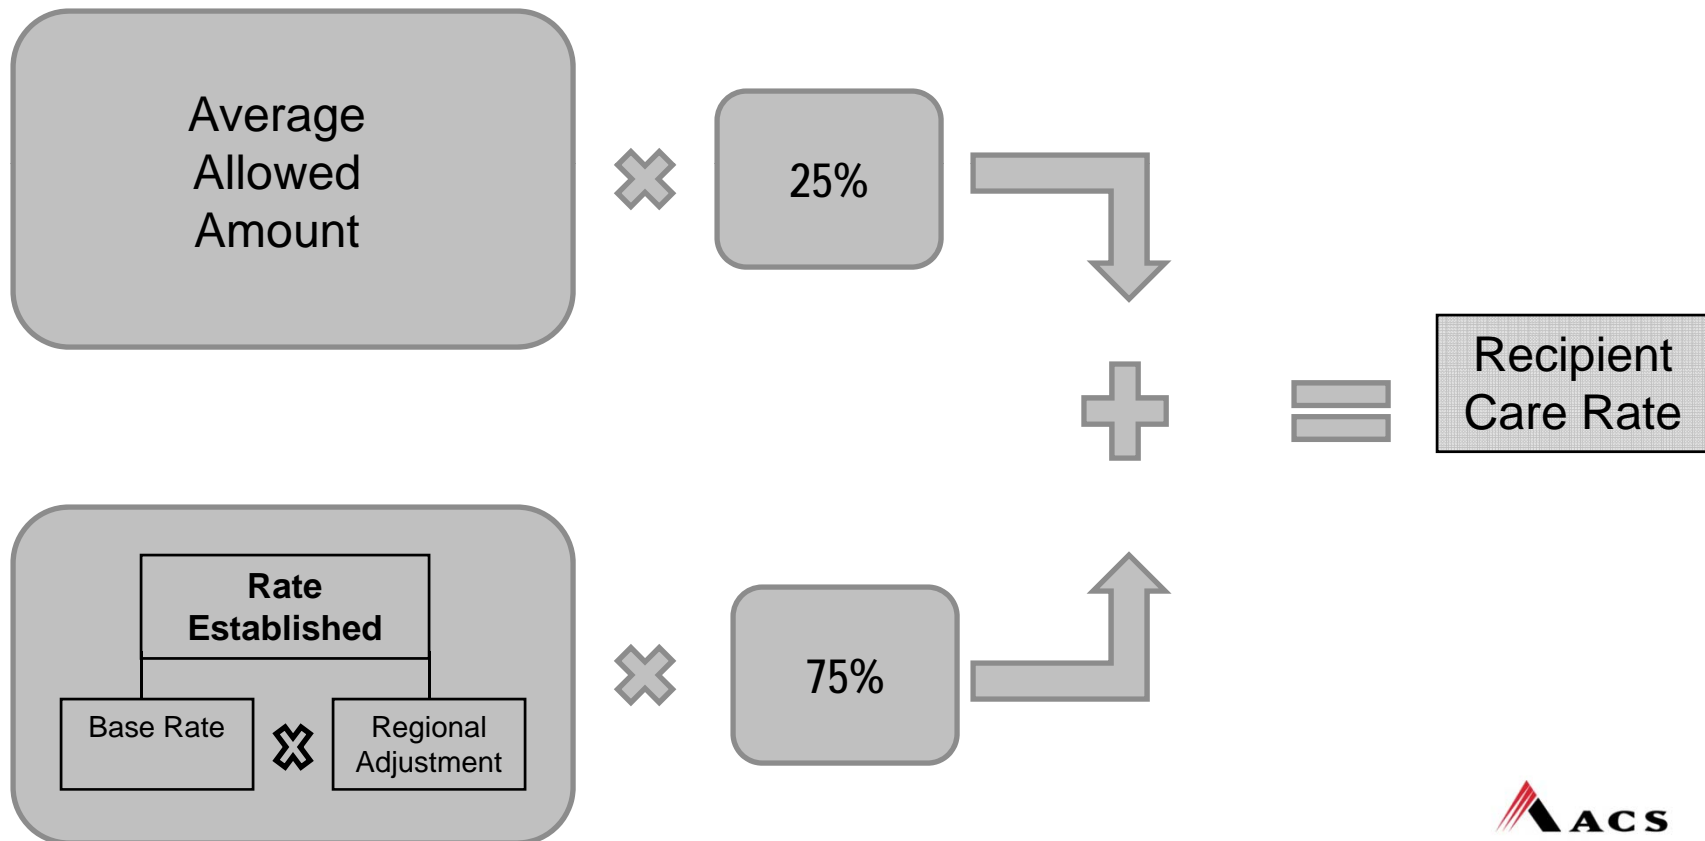 Average
Allowed
Amount
25%
Recipient
Care Rate
Rate
Established
Base Rate
Regional
Adjustment
75%
ACS